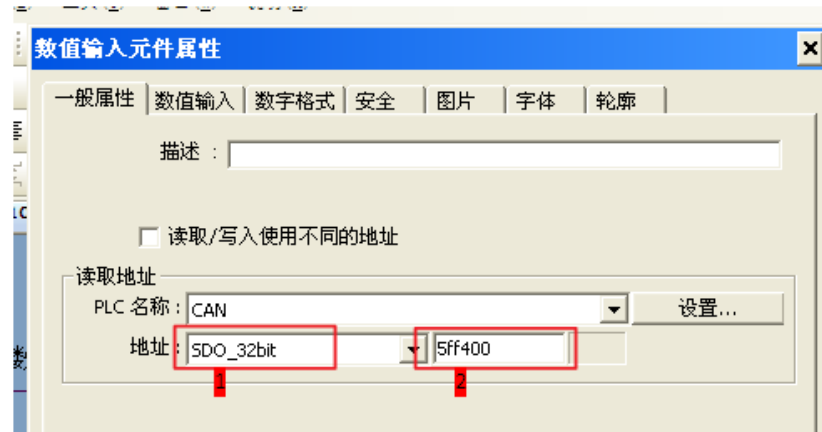 数值输入元件属性
一般属性 数值输入 数字格式 安全 图片 字体 轮廓
描述 :
读取/写入使用不同的地址
读取地址
PLC 名称 : CAN 设置...
地址 : SDO_32bit 5ff400
1 2